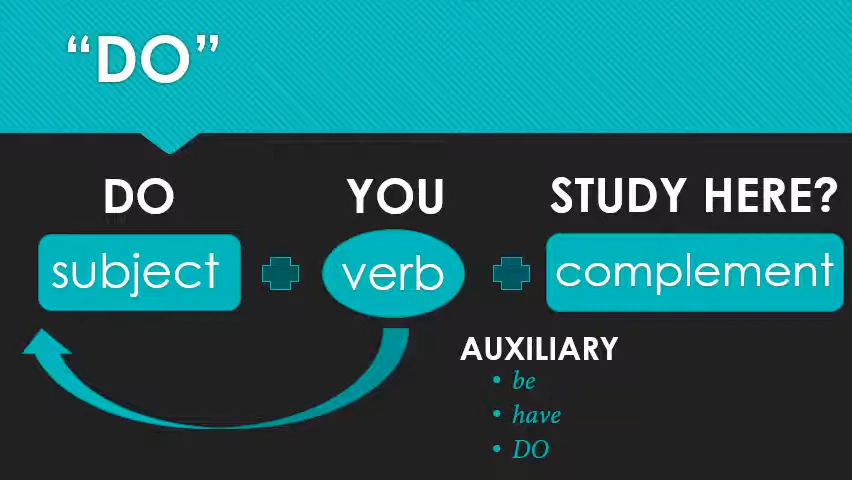 “DO”
DO YOU STUDY HERE?
subject verb complement
AUXILIARY
• be
• have
• DO